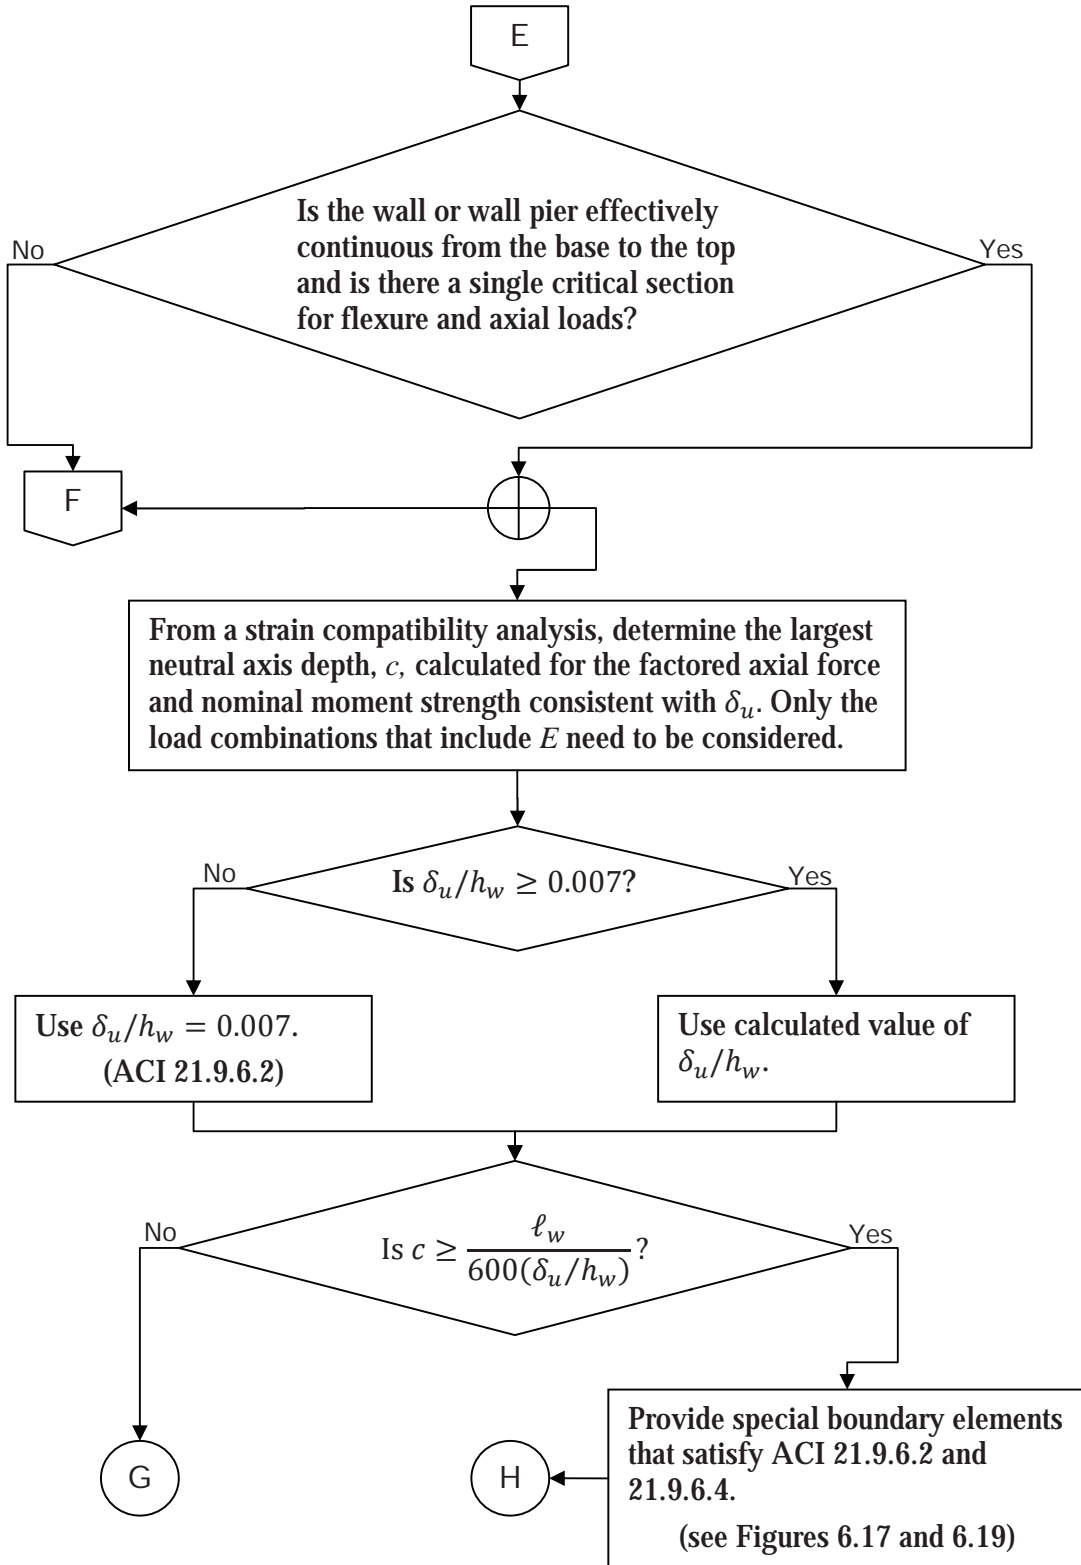 E
Is the wall or wall pier effectively
continuous from the base to the top
and is there a single critical section
for flexure and axial loads?
No
Yes
F
From a strain compatibility analysis, determine the largest
neutral axis depth, c, calculated for the factored axial force
and nominal moment strength consistent with δ_u. Only the
load combinations that include E need to be considered.
No
Is δ_u/h_w ≥ 0.007?
Yes
Use δ_u/h_w = 0.007.
(ACI 21.9.6.2)
Use calculated value of
δ_u/h_w.
No
Is c ≥ ℓ_w / 600(δ_u/h_w)?
Yes
Provide special boundary elements
that satisfy ACI 21.9.6.2 and
21.9.6.4.
(see Figures 6.17 and 6.19)
G
H